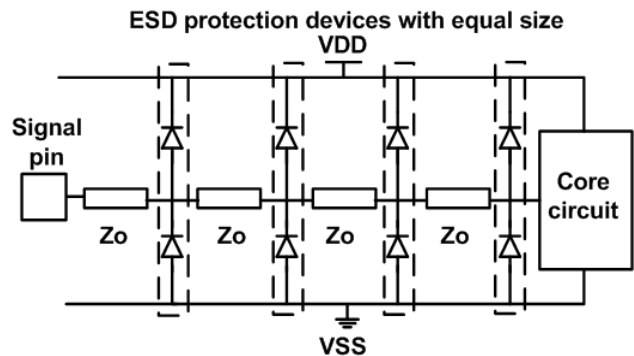 ESD protection devices with equal size
VDD
Signal
pin
Zo
Zo
Zo
Zo
Core
circuit
VSS